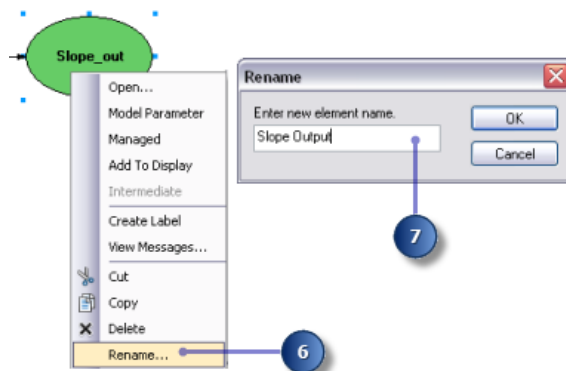 Slope_out
Open...
Model Parameter
Managed
Add To Display
Intermediate
Create Label
View Messages...
Cut
Copy
Delete
Rename...
6
Rename
Enter new element name.
Slope Output
OK
Cancel
7